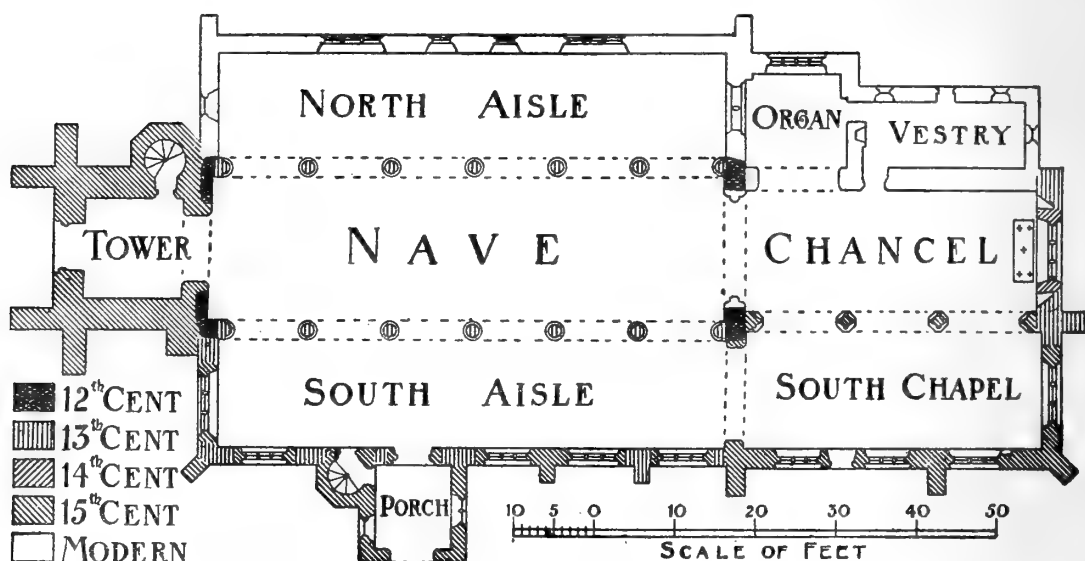 NORTH AISLE
ORGAN
VESTRY
TOWER
NAVE
CHANCEL
SOUTH AISLE
SOUTH CHAPEL
PORCH
12th CENT
13th CENT
14th CENT
15th CENT
MODERN
10 5 0 10 20 30 40 50
SCALE OF FEET